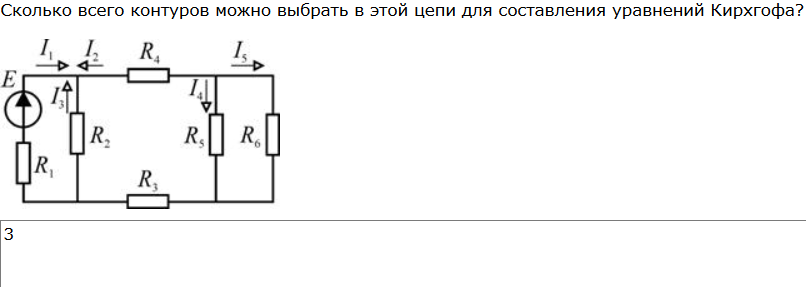 Сколько всего контуров можно выбрать в этой цепи для составления уравнений Кирхгофа?
I₁ I₂ R₄ I₅
E I₃ I₄
R₂ R₅ R₆
R₁ R₃
3